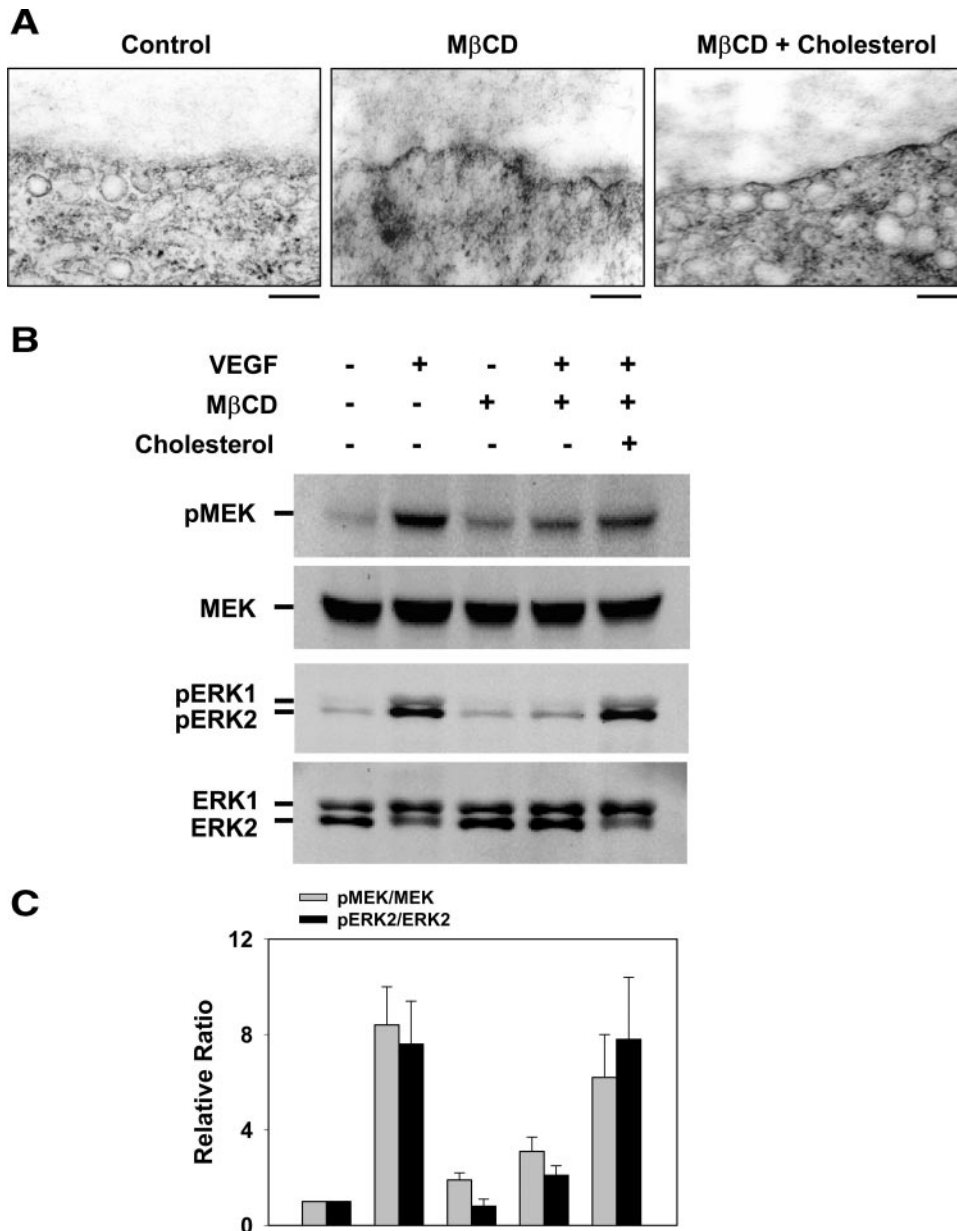 A
Control
MβCD
MβCD + Cholesterol
B
VEGF - + - + +
MβCD - - + + +
Cholesterol - - - - +
pMEK
MEK
pERK1
pERK2
ERK1
ERK2
C
pMEK/MEK
pERK2/ERK2
12
8
4
0
Relative Ratio